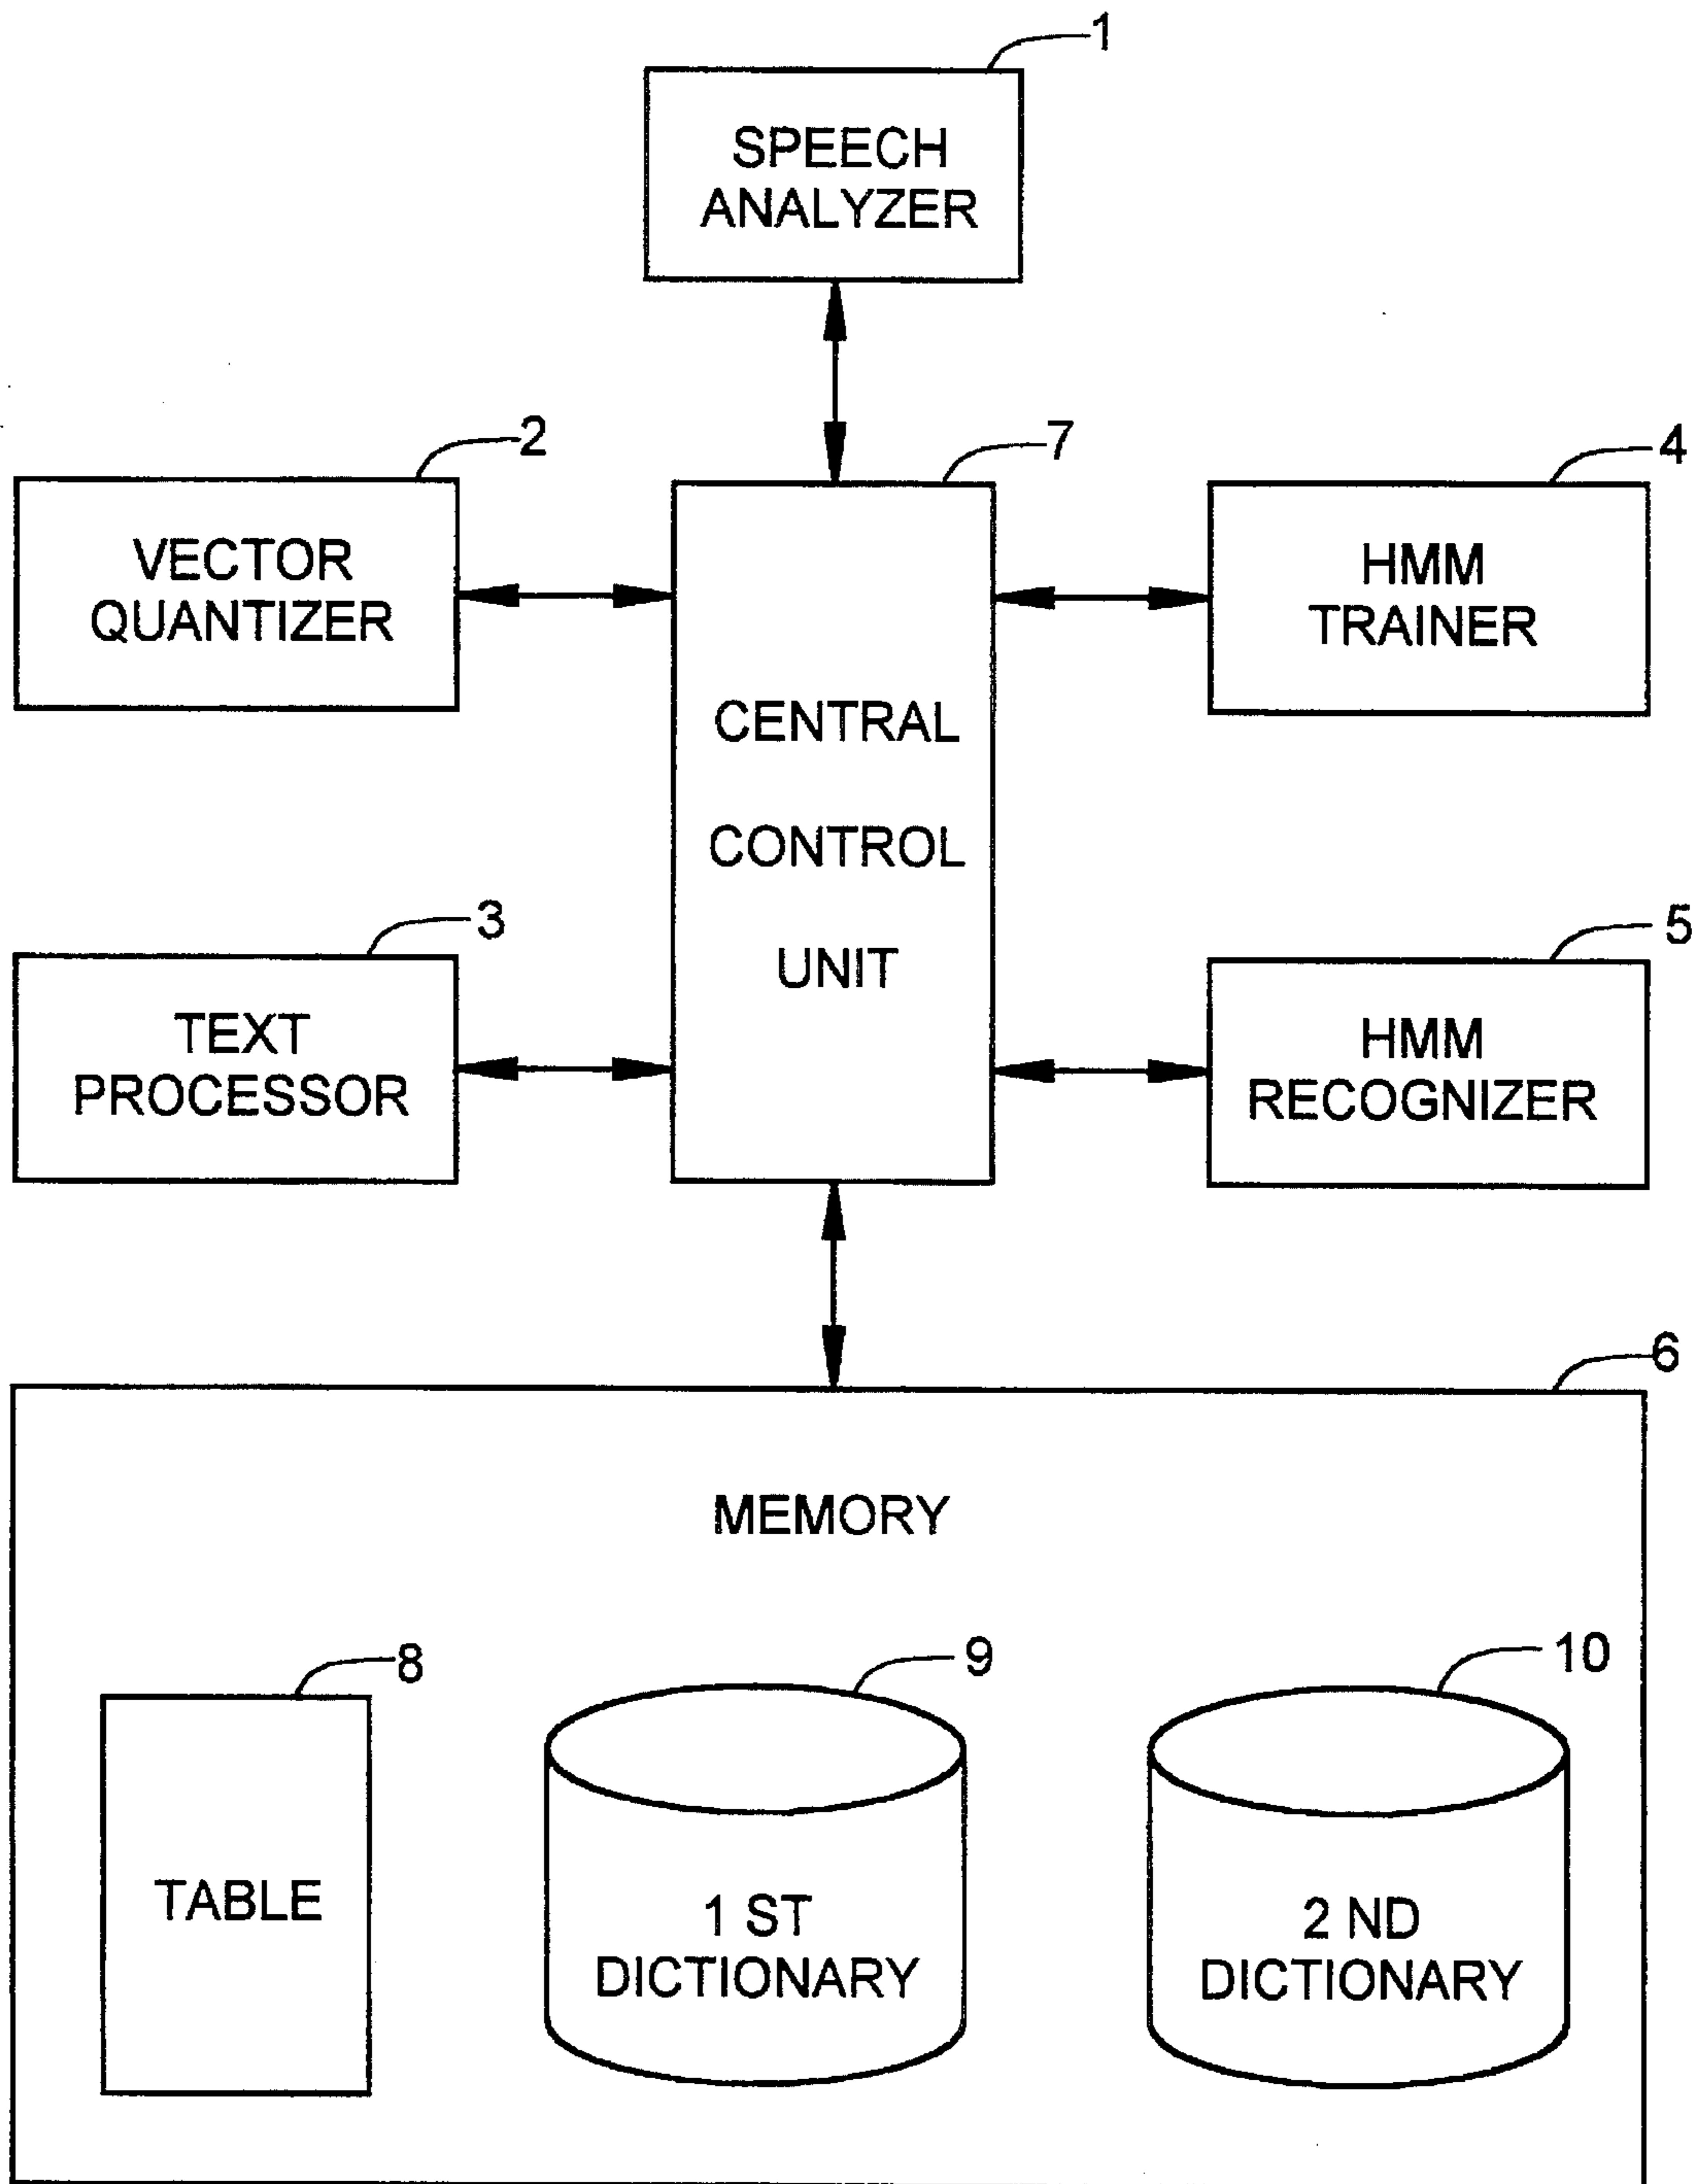 1
SPEECH
ANALYZER
2
VECTOR
QUANTIZER
7
CENTRAL
CONTROL
UNIT
4
HMM
TRAINER
3
TEXT
PROCESSOR
5
HMM
RECOGNIZER
6
MEMORY
8
TABLE
9
1 ST
DICTIONARY
10
2 ND
DICTIONARY